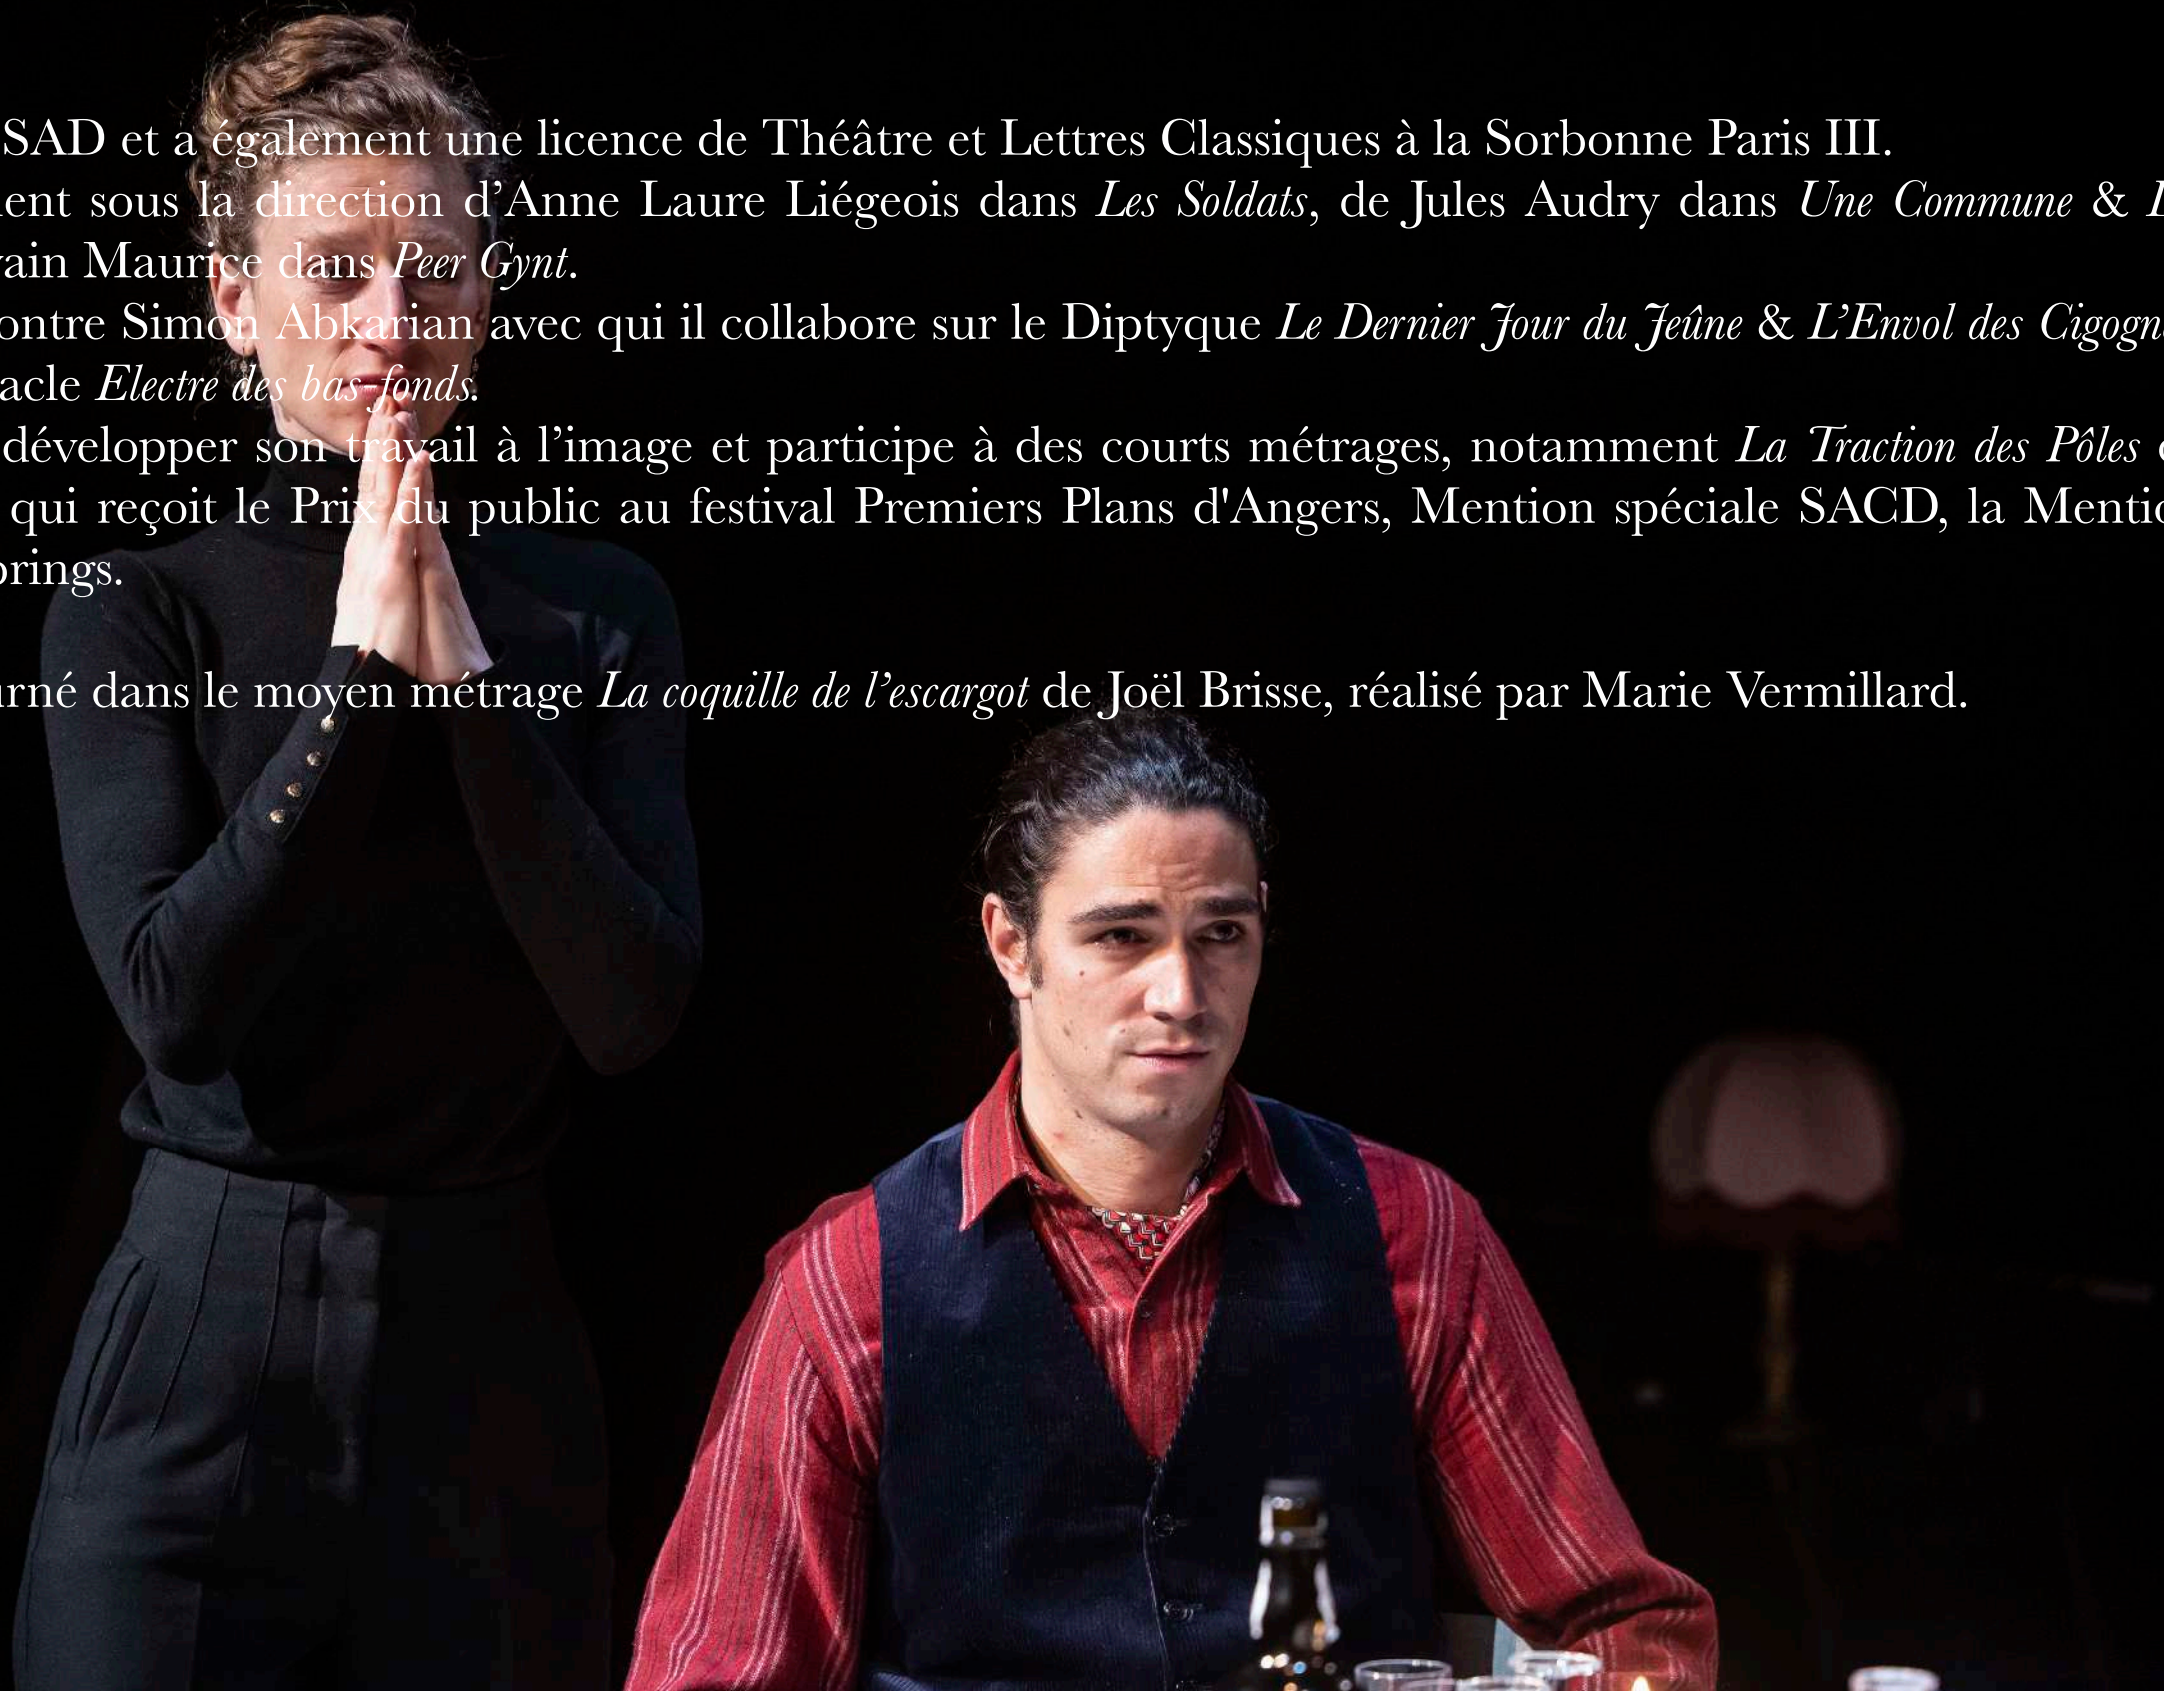 SAD et a également une licence de Théâtre et Lettres Classiques à la Sorbonne Paris III.
ent sous la direction d’Anne Laure Liégeois dans Les Soldats, de Jules Audry dans Une Commune &
ain Maurice dans Peer Gynt.
ontre Simon Abkarian avec qui il collabore sur le Diptyque Le Dernier Jour du Jeûne & L’Envol des Cigogn
acle Electre des bas-fonds.
développer son travail à l’image et participe à des courts métrages, notamment La Traction des Pôles
qui reçoit le Prix du public au festival Premiers Plans d'Angers, Mention spéciale SACD, la Mentio
prings.
urné dans le moyen métrage La coquille de l’escargot de Joël Brisse, réalisé par Marie Vermillard.